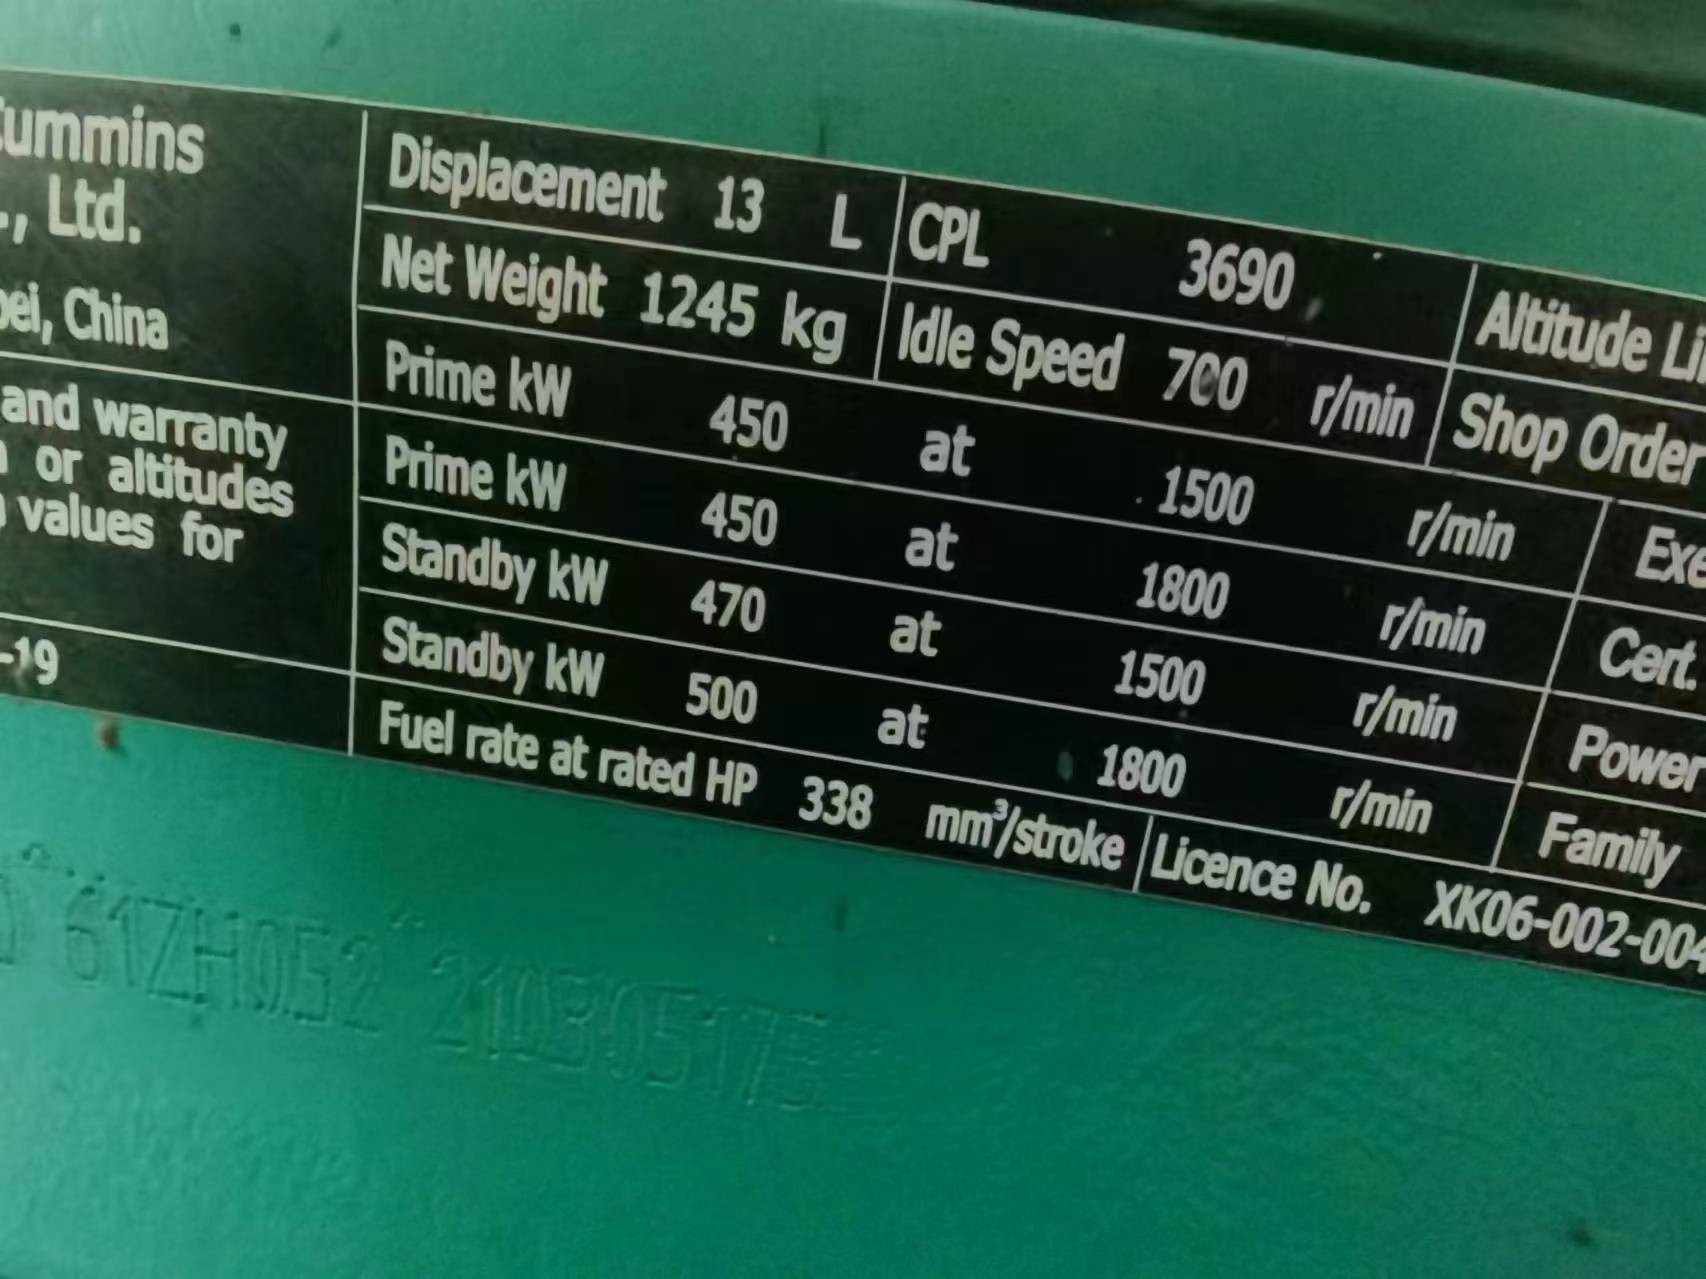 ummins
., Ltd.
bei, China
and warranty
or altitudes
values for
-19
Displacement 13 L
CPL 3690
Altitude Li
Net Weight 1245 kg
Idle Speed 700 r/min
Shop Order
Prime kW 450 at 1500 r/min
Exe
Prime kW 450 at 1800 r/min
Cert.
Standby kW 470 at 1500 r/min
Power
Standby kW 500 at 1800 r/min
Family
Fuel rate at rated HP 338 mm³/stroke
Licence No. XK06-002-004
61ZH052